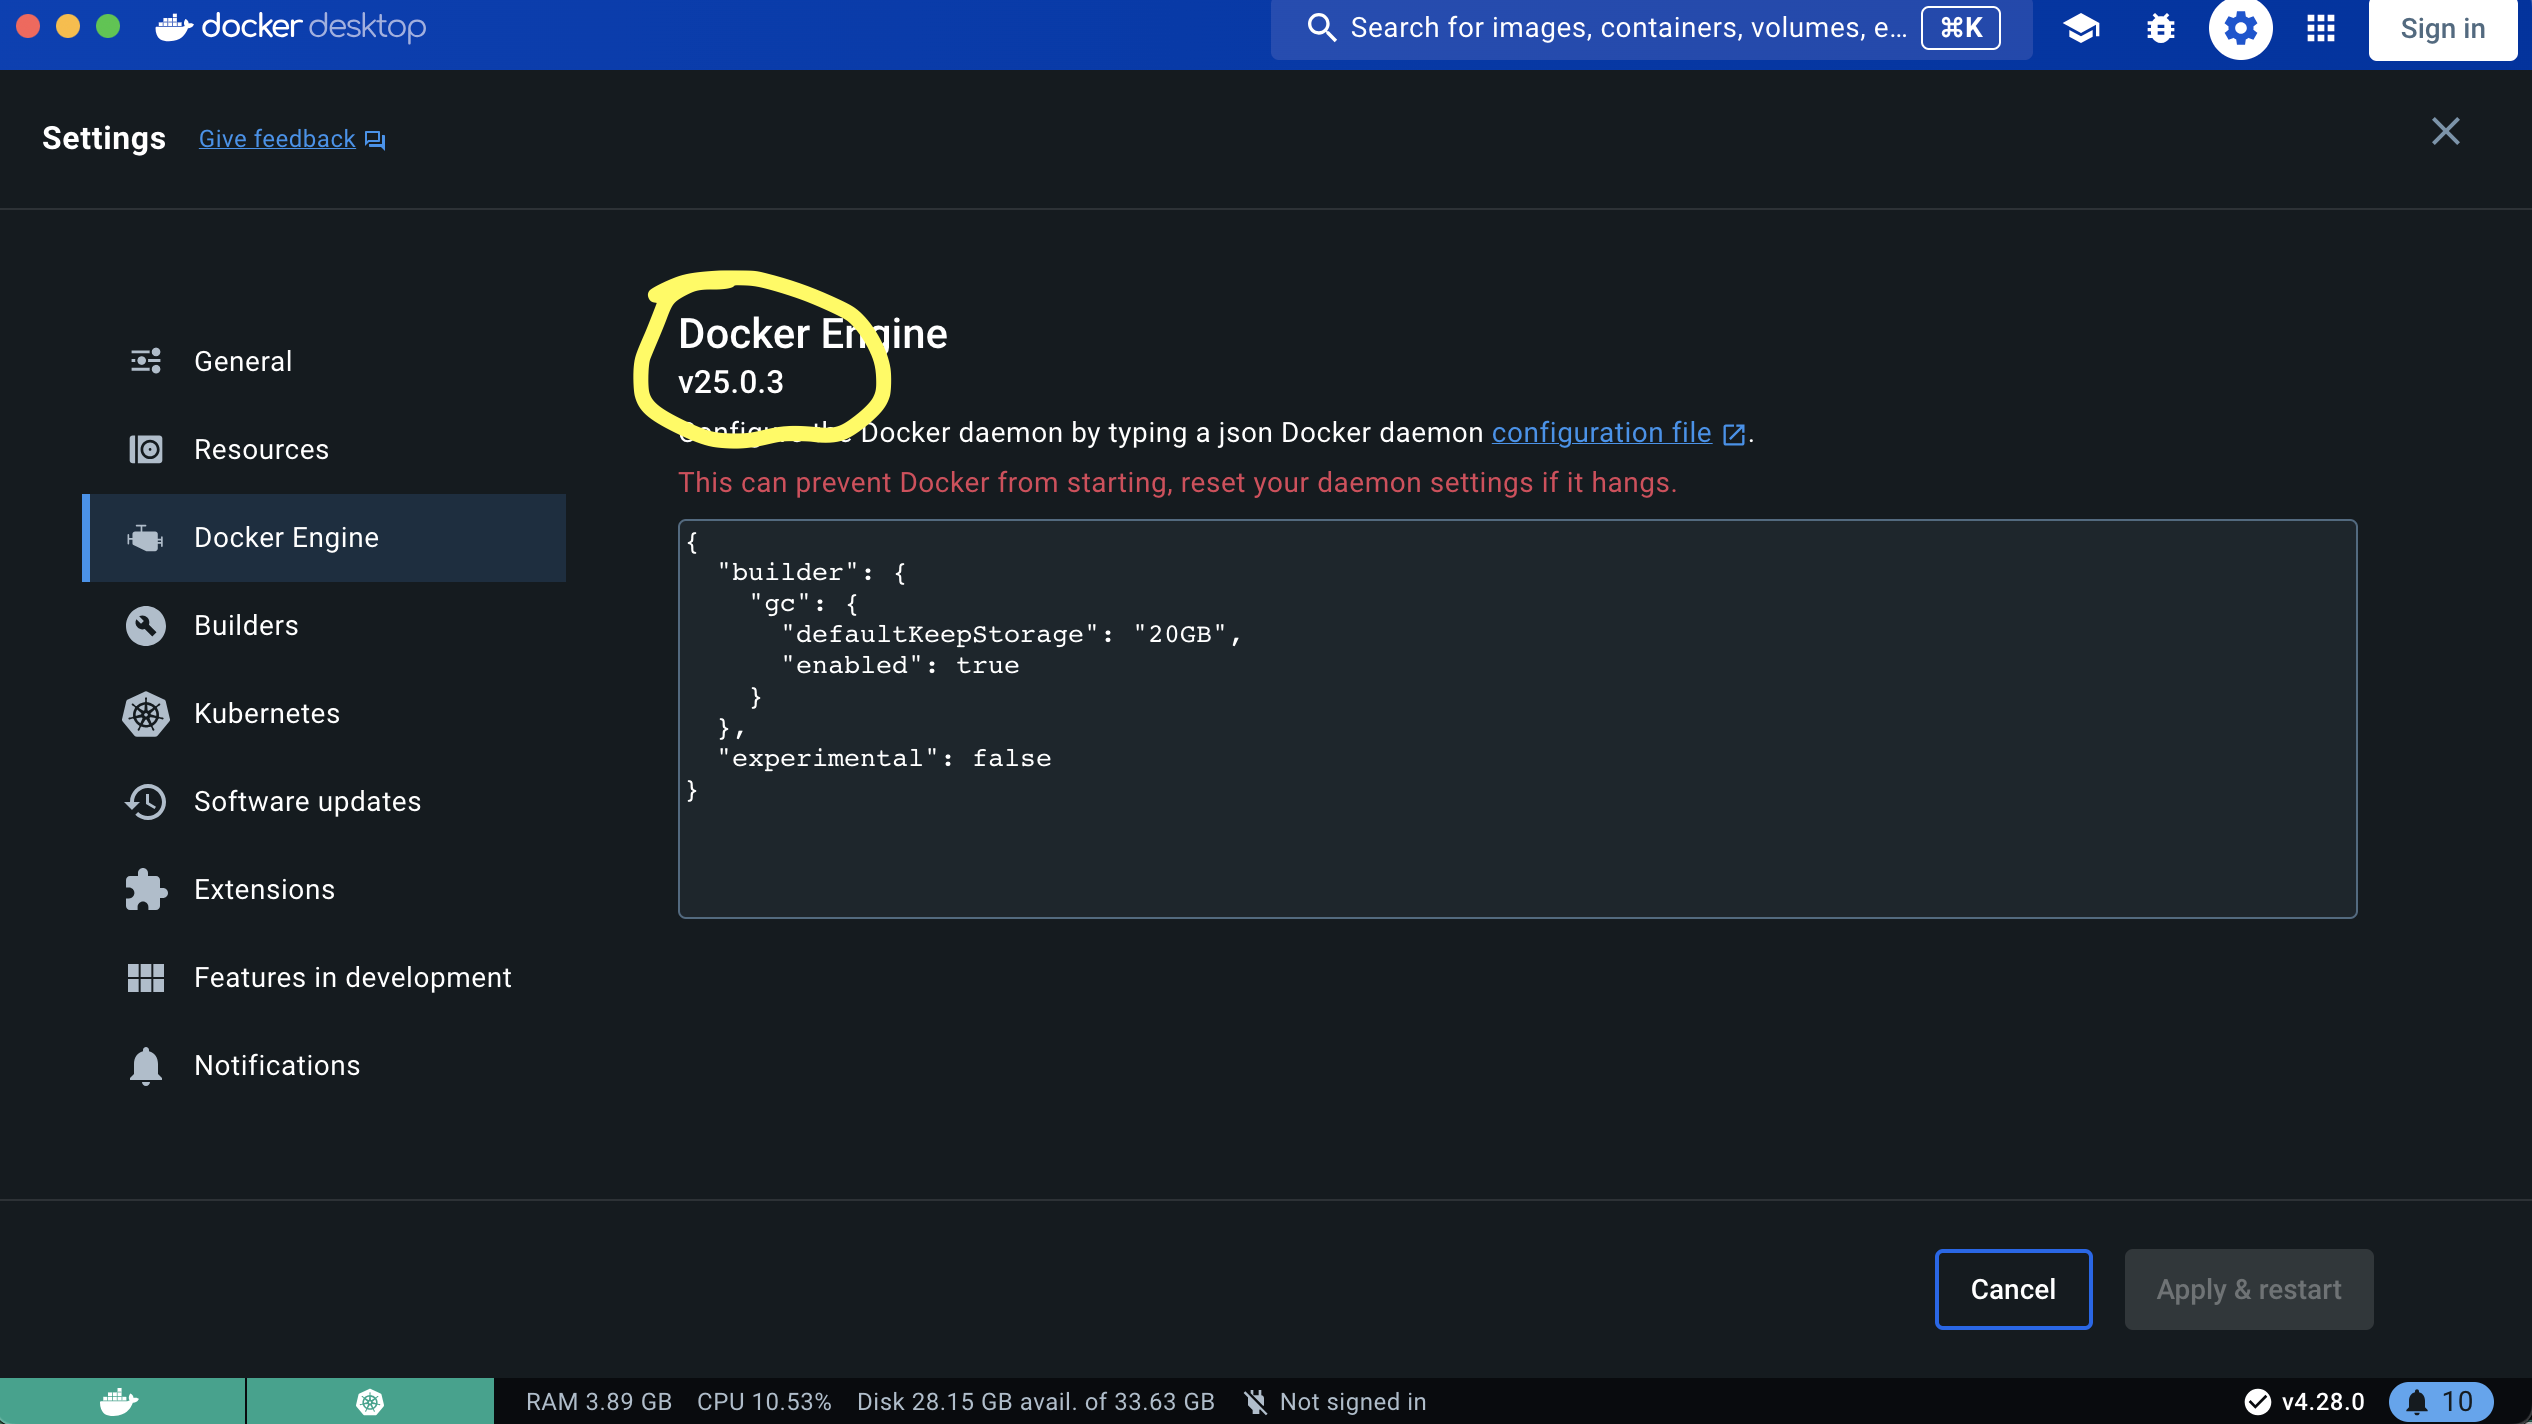 docker desktop
Search for images, containers, volumes, e... ⌘K
Sign in
Settings Give feedback
General
Resources
Docker Engine
Builders
Kubernetes
Software updates
Extensions
Features in development
Notifications
Docker Engine
v25.0.3
Configure the Docker daemon by typing a json Docker daemon configuration file.
This can prevent Docker from starting, reset your daemon settings if it hangs.
{
  "builder": {
    "gc": {
      "defaultKeepStorage": "20GB",
      "enabled": true
    }
  },
  "experimental": false
}
Cancel Apply & restart
RAM 3.89 GB CPU 10.53% Disk 28.15 GB avail. of 33.63 GB Not signed in v4.28.0 10